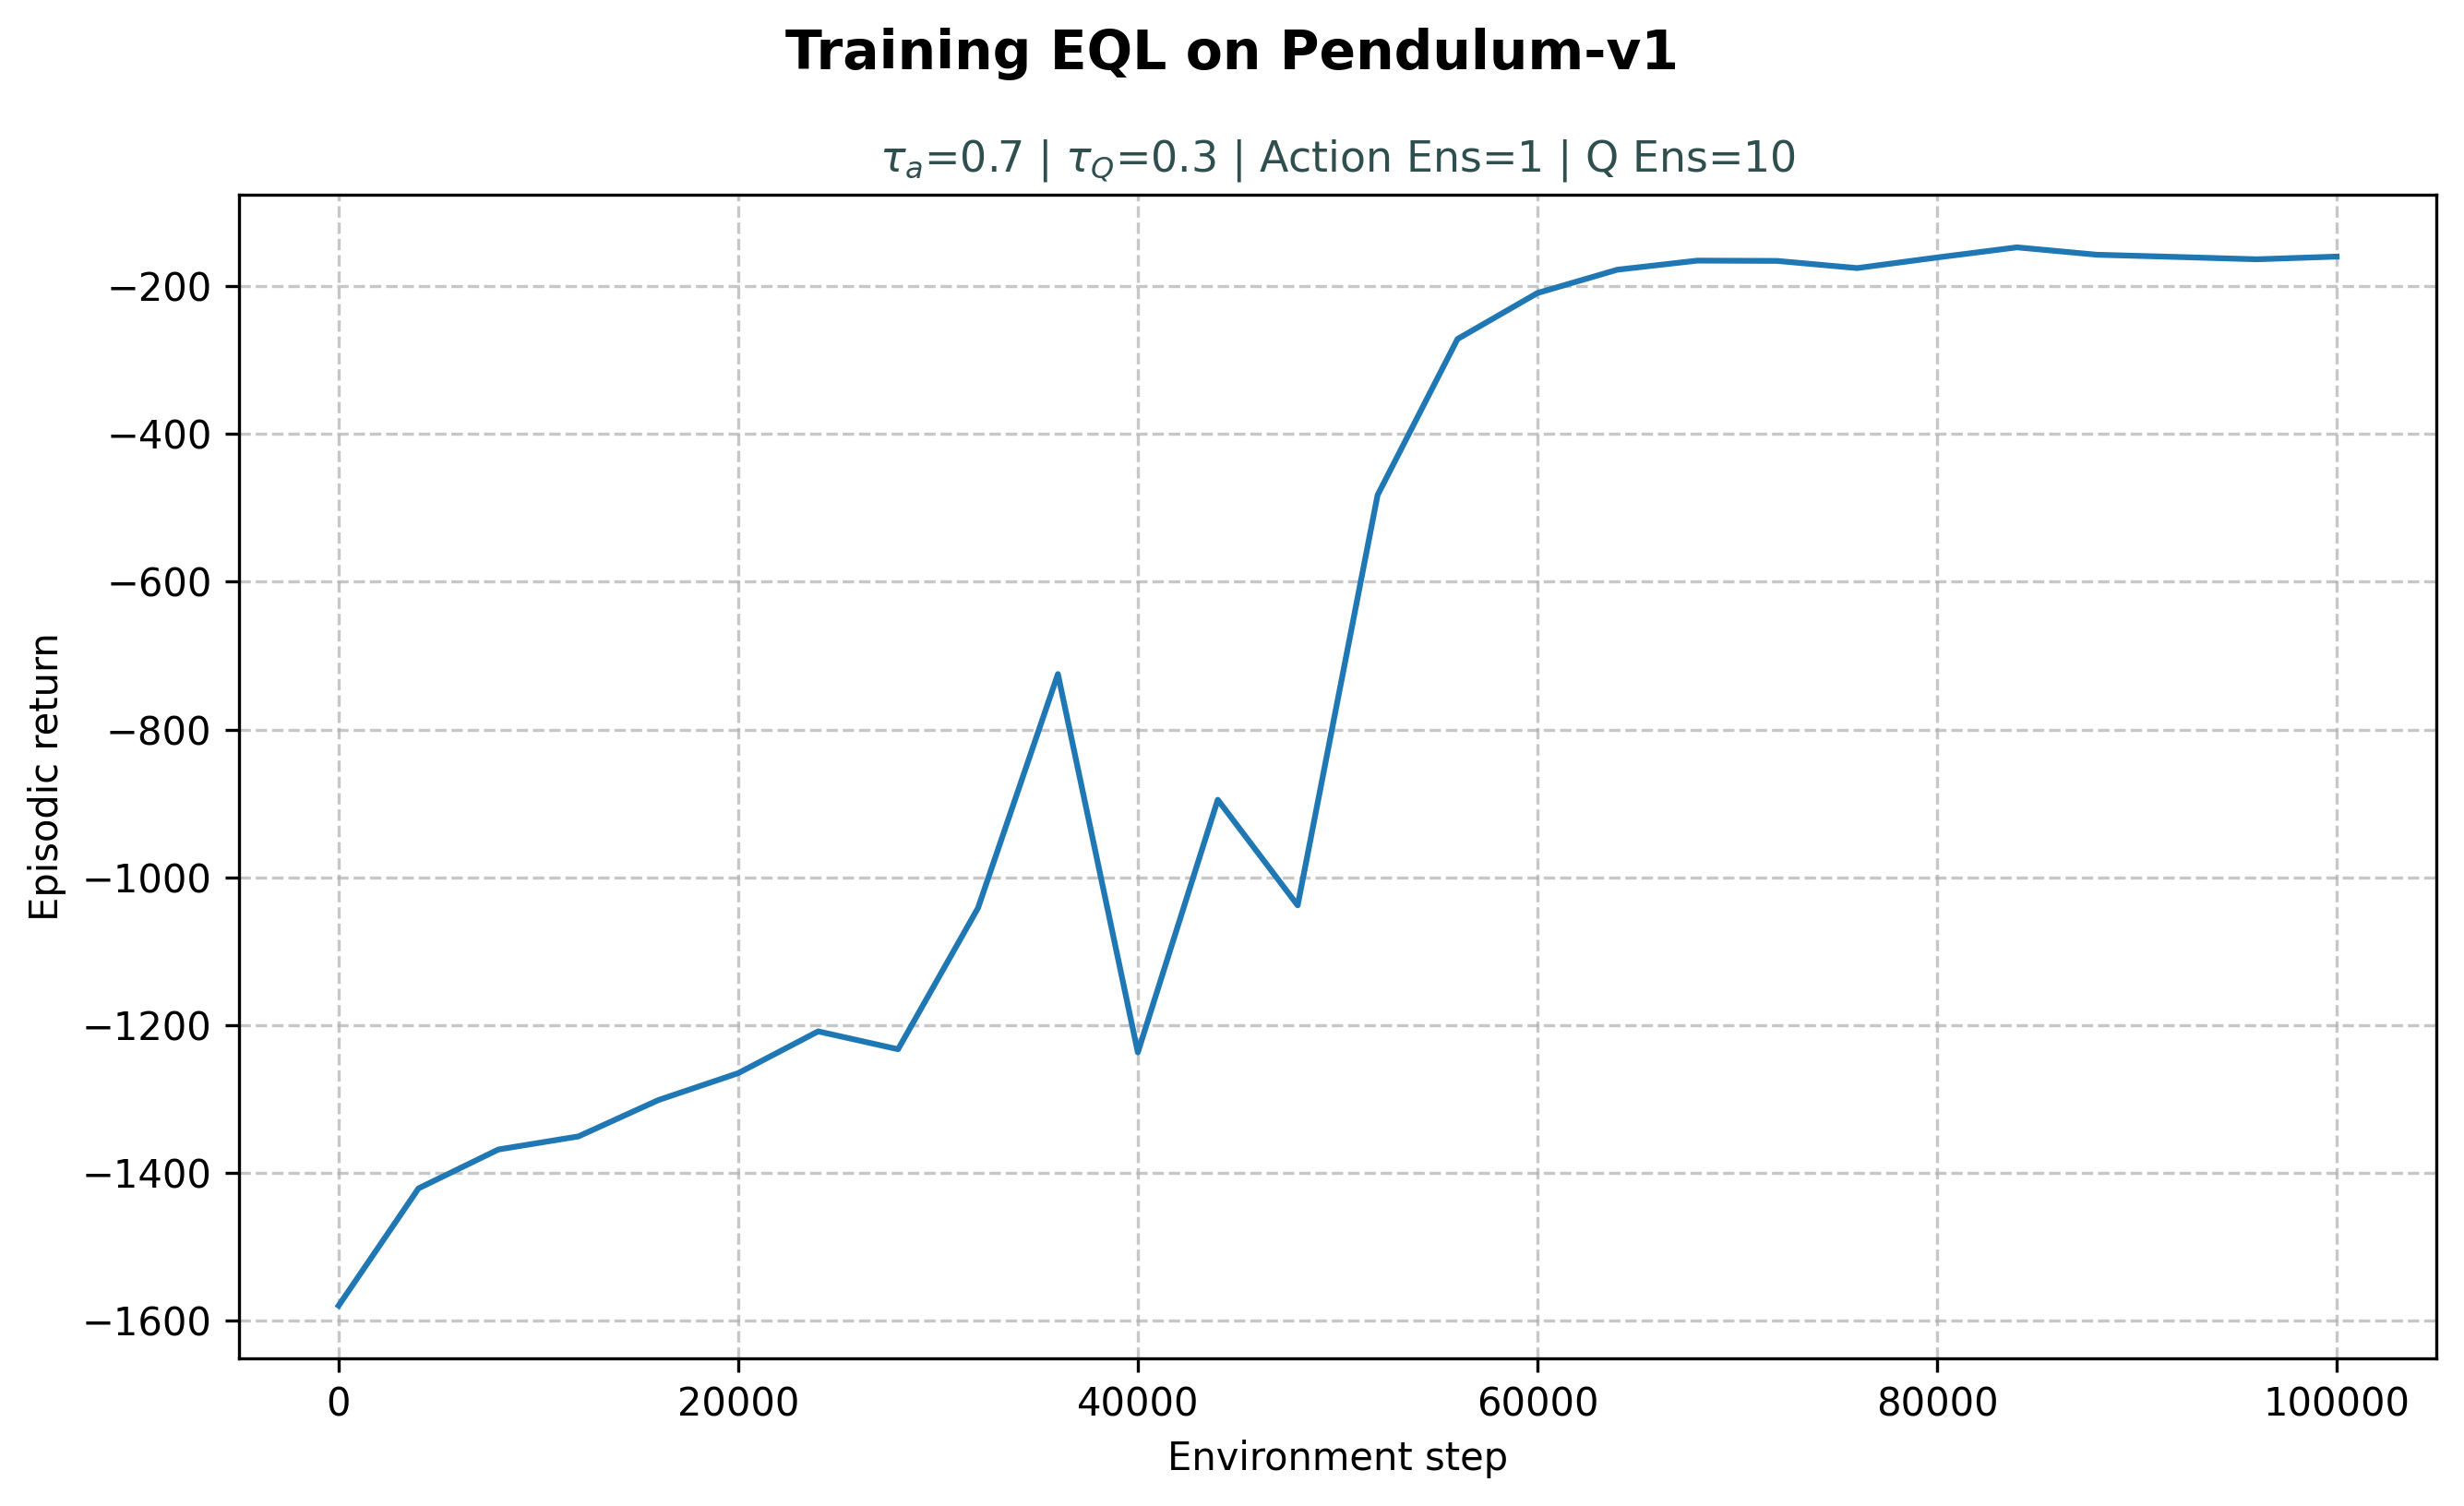 Training EQL on Pendulum-v1
τₐ=0.7 | τ_Q=0.3 | Action Ens=1 | Q Ens=10
Episodic return
−200
−400
−600
−800
−1000
−1200
−1400
−1600
0 20000 40000 60000 80000 100000
Environment step